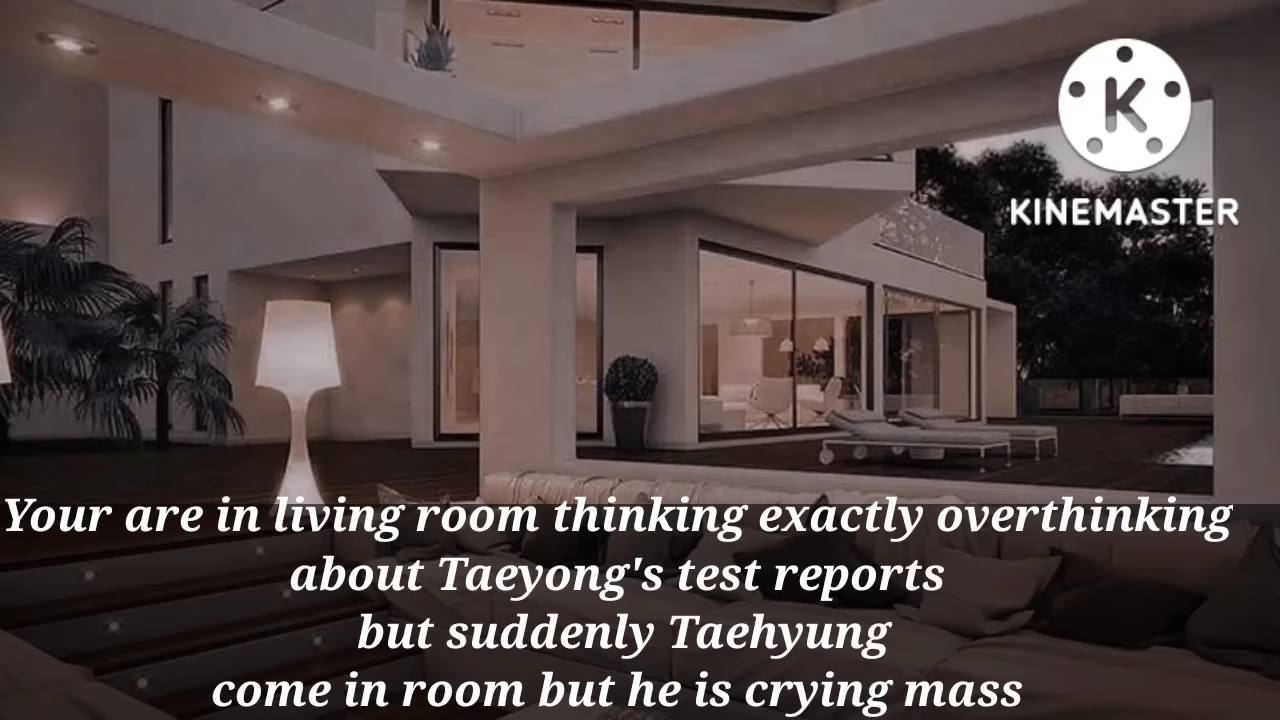 KINEMASTER
Your are in living room thinking exactly overthinking
about Taeyong's test reports
but suddenly Taehyung
come in room but he is crying mass